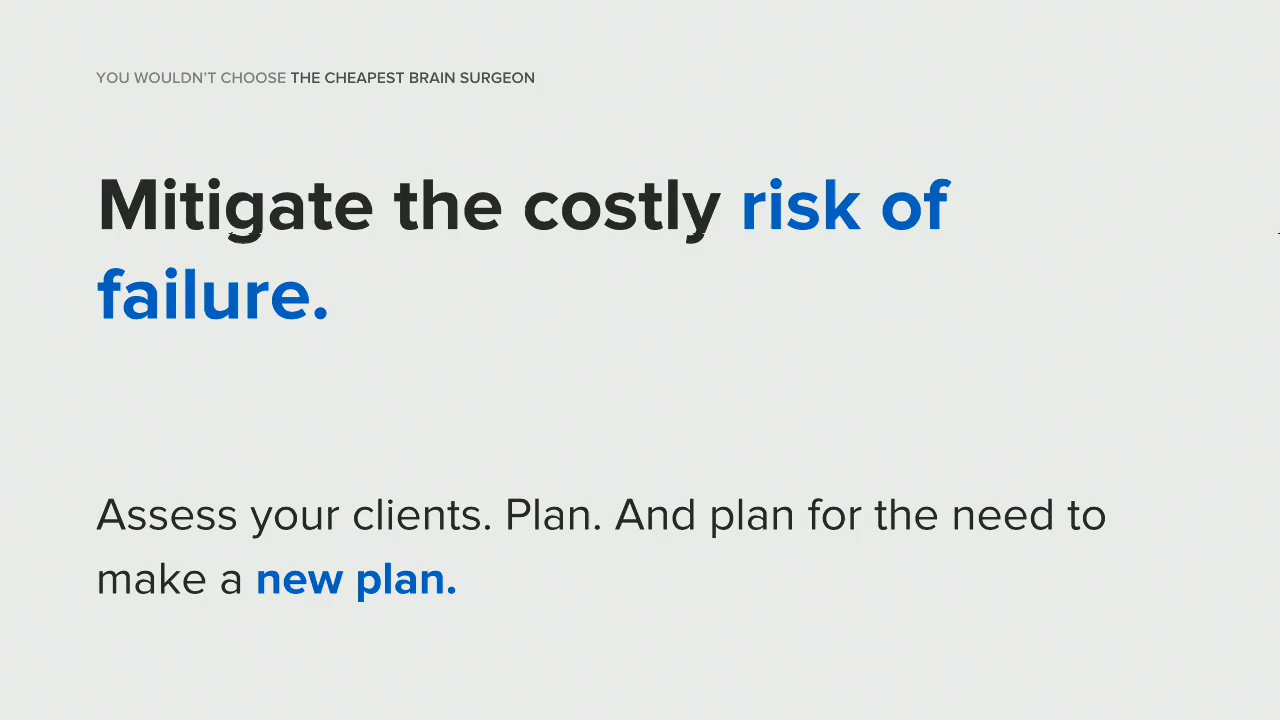 YOU WOULDN'T CHOOSE THE CHEAPEST BRAIN SURGEON
Mitigate the costly risk of
failure.
Assess your clients. Plan. And plan for the need to
make a new plan.